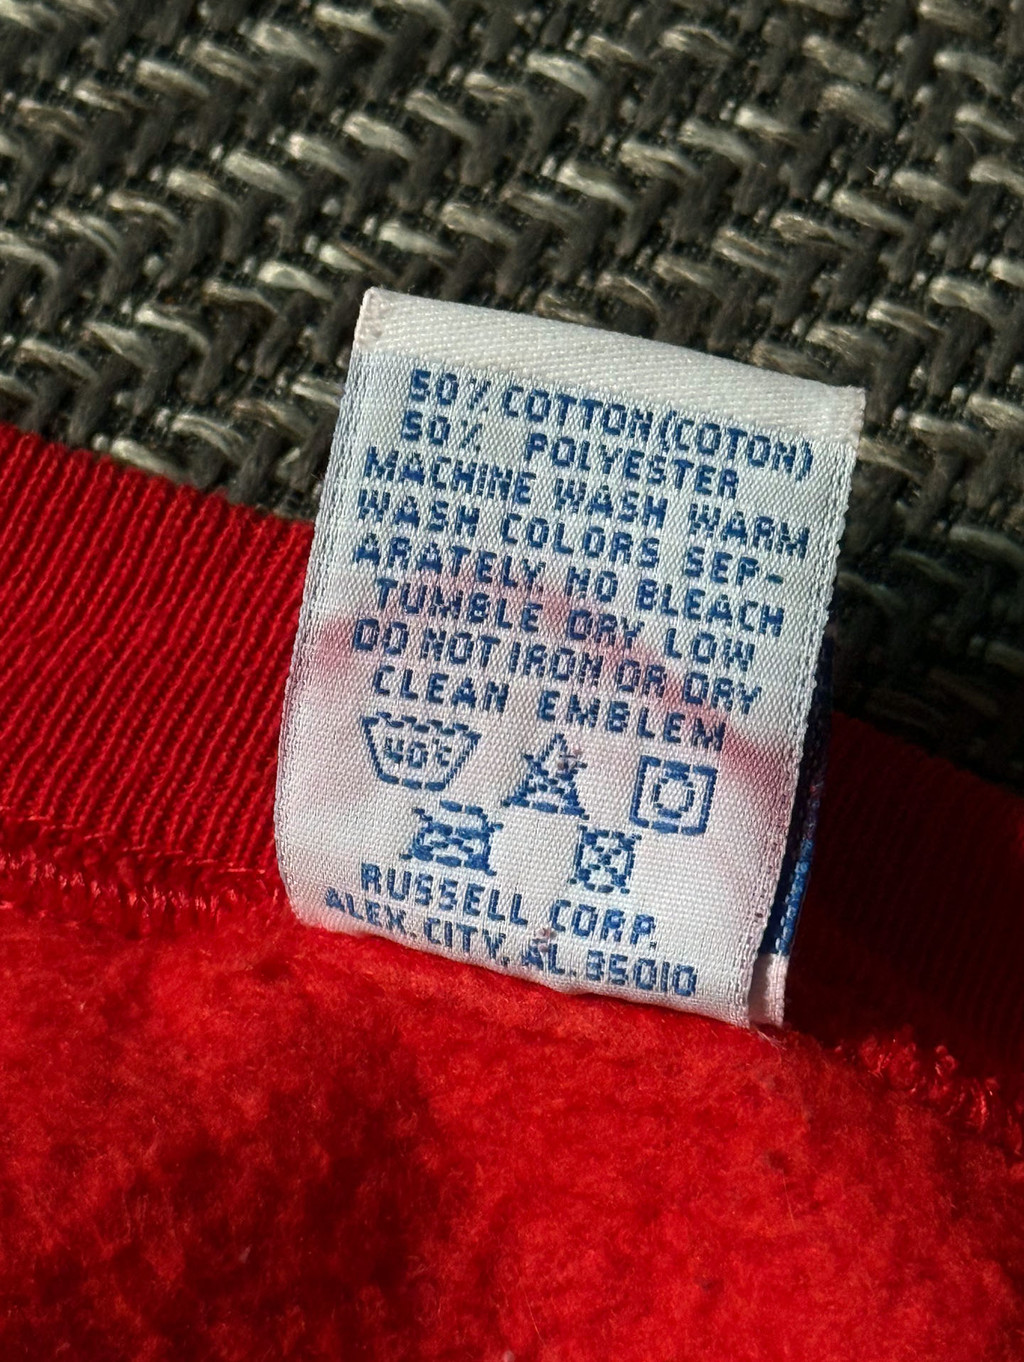 50% COTTON(COTON)
50% POLYESTER
MACHINE WASH WARM
WASH COLORS SEP-
ARATELY NO BLEACH
TUMBLE DRY LOW
DO NOT IRON OR DRY
CLEAN EMBLEM
40°C
RUSSELL CORP.
ALEX. CITY, AL. 35010